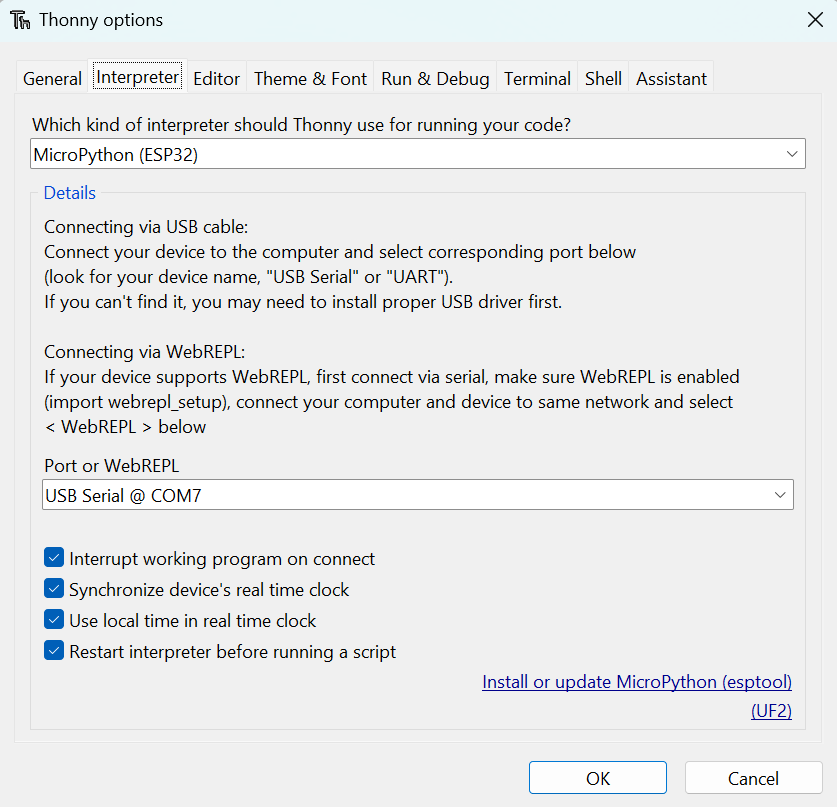 Thonny options
General Interpreter Editor Theme & Font Run & Debug Terminal Shell Assistant
Which kind of interpreter should Thonny use for running your code?
MicroPython (ESP32)
Details
Connecting via USB cable:
Connect your device to the computer and select corresponding port below
(look for your device name, "USB Serial" or "UART").
If you can't find it, you may need to install proper USB driver first.
Connecting via WebREPL:
If your device supports WebREPL, first connect via serial, make sure WebREPL is enabled
(import webrepl_setup), connect your computer and device to same network and select
< WebREPL > below
Port or WebREPL
USB Serial @ COM7
Interrupt working program on connect
Synchronize device's real time clock
Use local time in real time clock
Restart interpreter before running a script
Install or update MicroPython (esptool)
(UF2)
OK Cancel